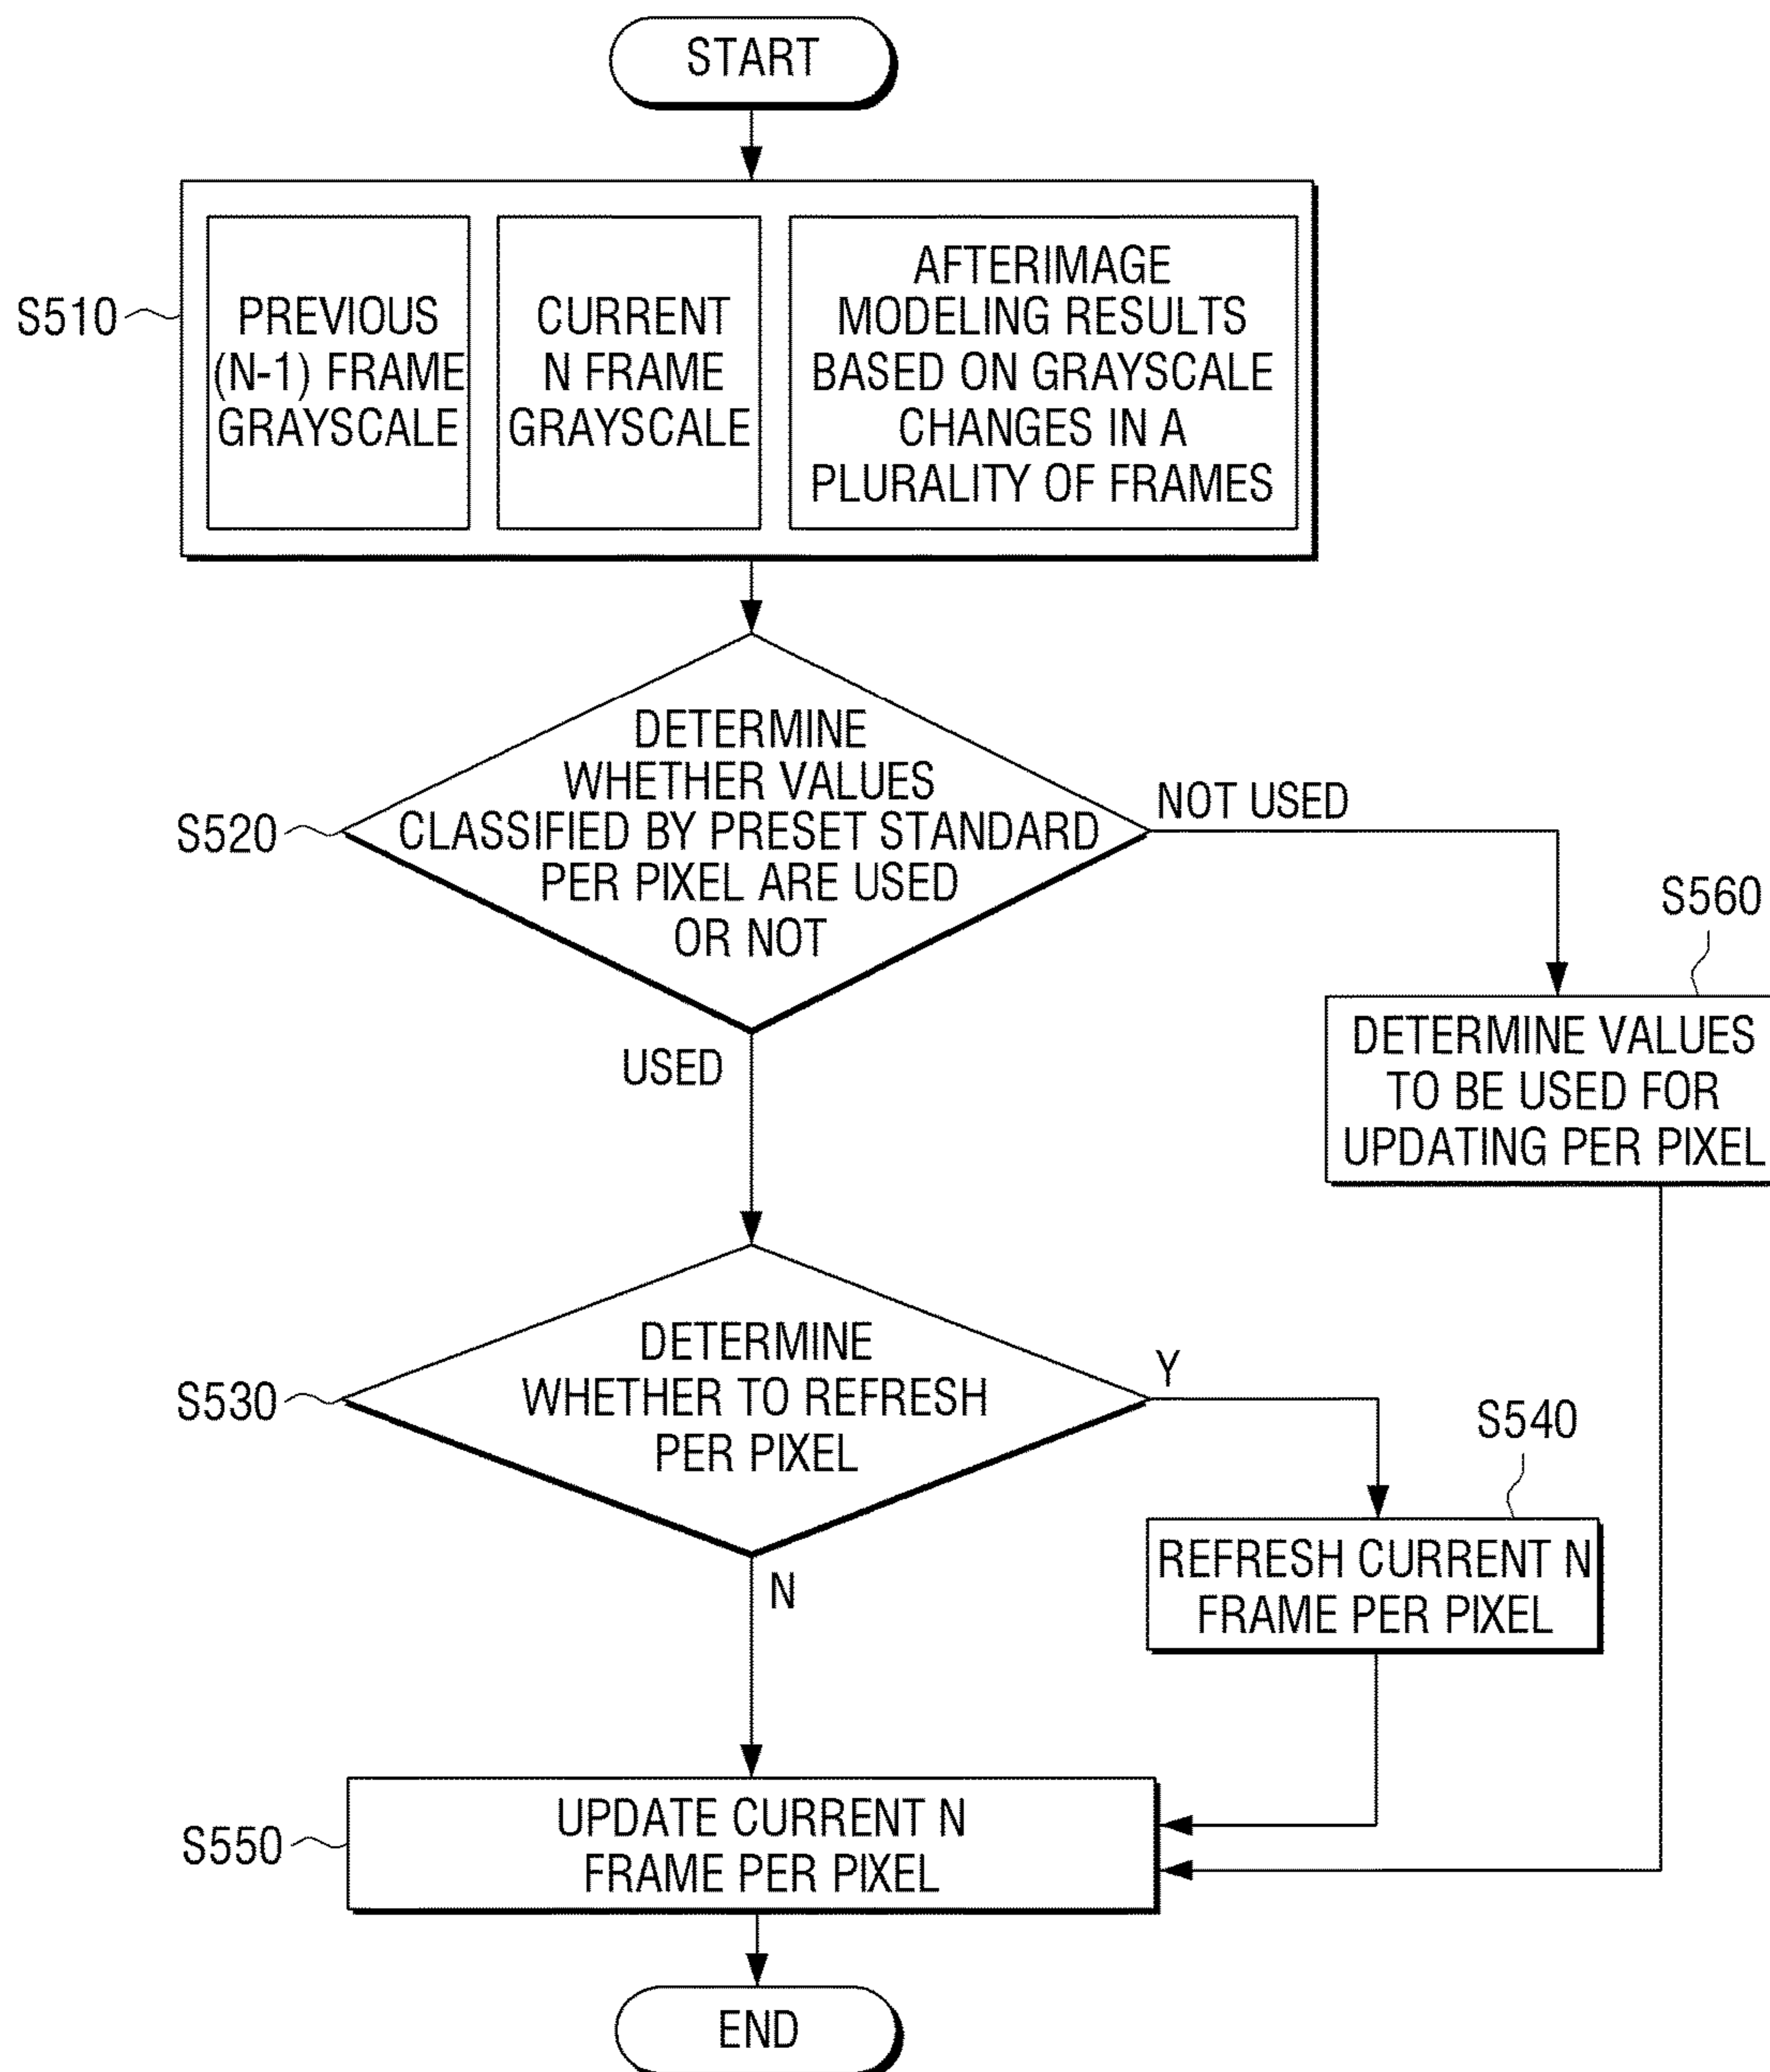 START
S510
PREVIOUS
(N-1) FRAME
GRAYSCALE
CURRENT
N FRAME
GRAYSCALE
AFTERIMAGE
MODELING RESULTS
BASED ON GRAYSCALE
CHANGES IN A
PLURALITY OF FRAMES
S520
DETERMINE
WHETHER VALUES
CLASSIFIED BY PRESET STANDARD
PER PIXEL ARE USED
OR NOT
NOT USED
USED
S560
DETERMINE VALUES
TO BE USED FOR
UPDATING PER PIXEL
S530
DETERMINE
WHETHER TO REFRESH
PER PIXEL
Y
N
S540
REFRESH CURRENT N
FRAME PER PIXEL
S550
UPDATE CURRENT N
FRAME PER PIXEL
END